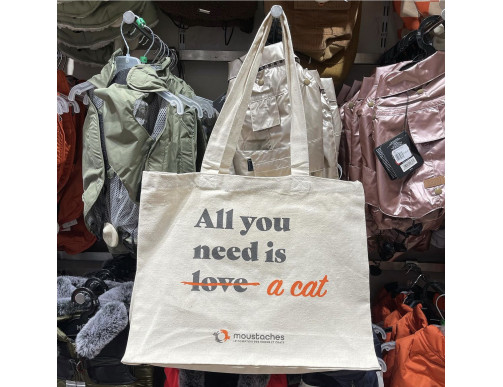 All you
need is
love a cat
moustaches